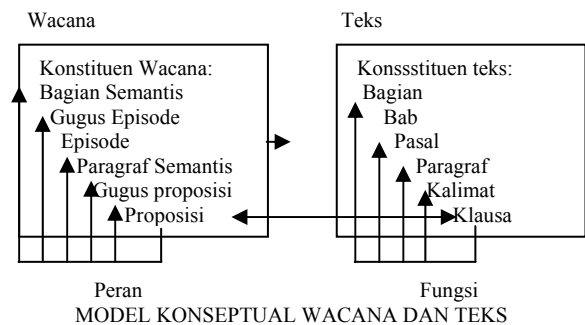 Wacana
Teks
Konstituen Wacana:
Bagian Semantis
Gugus Episode
Episode
Paragraf Semantis
Gugus proposisi
Proposisi
Konssstituen teks:
Bagian
Bab
Pasal
Paragraf
Kalimat
Klausa
Peran
Fungsi
MODEL KONSEPTUAL WACANA DAN TEKS